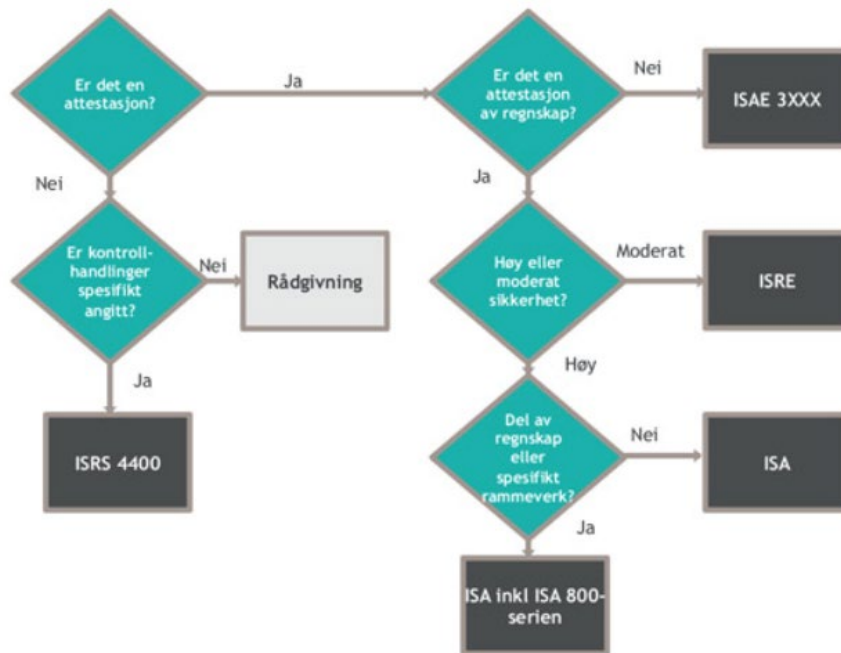 Er det en
attestasjon?
Ja
Er det en
attestasjon
av regnskap?
Nei
ISAE 3XXX
Nei
Ja
Er kontroll-
handlinger
spesifikt
angitt?
Nei
Rådgivning
Høy eller
moderat
sikkerhet?
Moderat
ISRE
Ja
Høy
ISRS 4400
Del av
regnskap
eller
spesifikt
rammeverk?
Nei
ISA
Ja
ISA inkl ISA 800-
serien